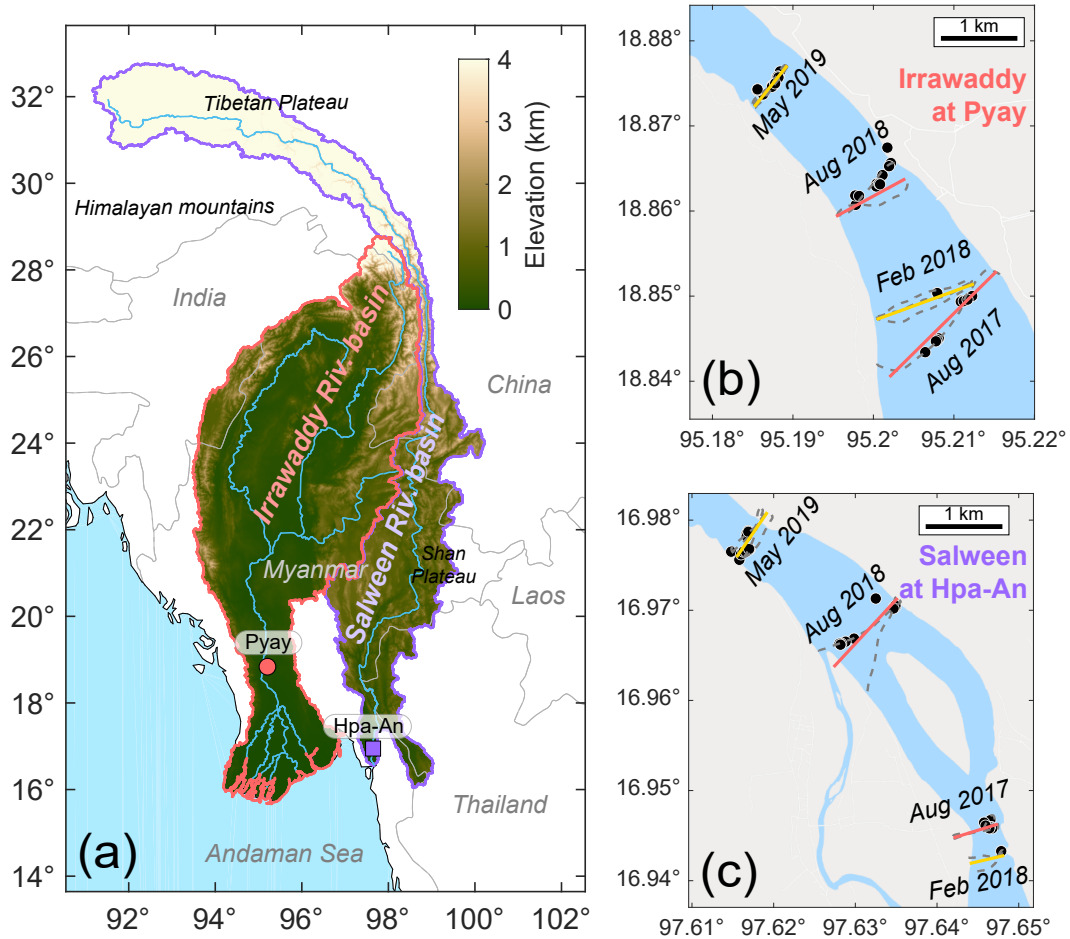 32°
30°
28°
26°
24°
22°
20°
18°
16°
14°
92°
94°
96°
98°
100°
102°
Tibetan Plateau
Himalayan mountains
India
China
Irrawaddy Riv. basin
Salween Riv. basin
Myanmar
Shan
Plateau
Laos
Pyay
Hpa-An
Thailand
Andaman Sea
(a)
4
3
2
1
0
Elevation (km)
18.88°
18.87°
18.86°
18.85°
18.84°
95.18°
95.19°
95.20°
95.21°
95.22°
1 km
Irrawaddy
at Pyay
May 2019
Aug 2018
Feb 2018
Aug 2017
(b)
16.98°
16.97°
16.96°
16.95°
16.94°
97.61°
97.62°
97.63°
97.64°
97.65°
1 km
Salween
at Hpa-An
May 2019
Aug 2018
Aug 2017
Feb 2018
(c)